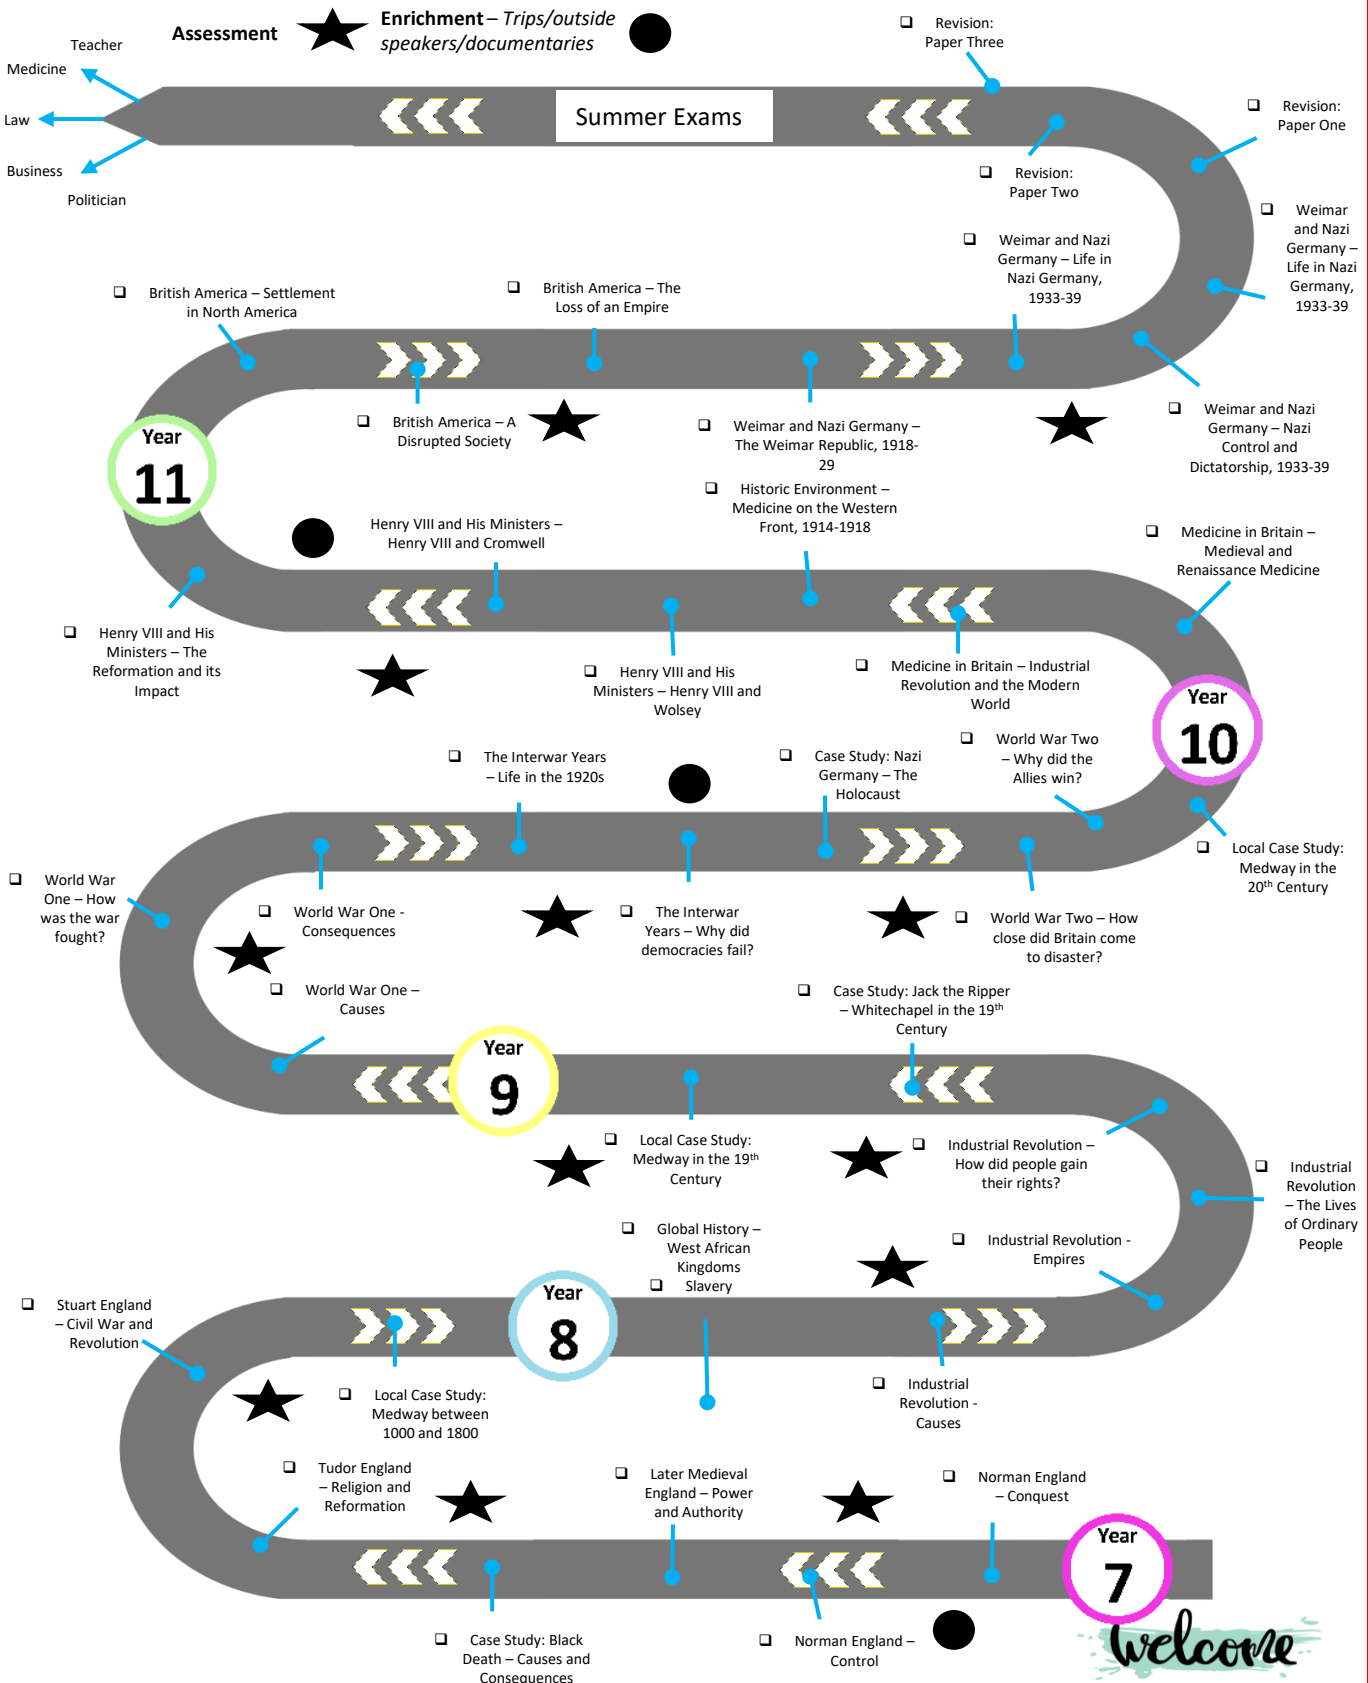 Assessment
Enrichment – Trips/outside
speakers/documentaries
Teacher
Medicine
Law
Business
Politician
Summer Exams
Revision:
Paper Three
Revision:
Paper One
Revision:
Paper Two
Weimar
and Nazi
Germany –
Life in Nazi
Germany,
1933-39
Weimar and Nazi
Germany – Life in
Nazi Germany,
1933-39
British America – Settlement
in North America
British America – The
Loss of an Empire
British America – A
Disrupted Society
Weimar and Nazi Germany –
The Weimar Republic, 1918-
29
Weimar and Nazi
Germany – Nazi
Control and
Dictatorship, 1933-39
Year
11
Historic Environment –
Medicine on the Western
Front, 1914-1918
Henry VIII and His Ministers –
Henry VIII and Cromwell
Medicine in Britain –
Medieval and
Renaissance Medicine
Henry VIII and His
Ministers – The
Reformation and its
Impact
Henry VIII and His
Ministers – Henry VIII and
Wolsey
Medicine in Britain – Industrial
Revolution and the Modern
World
Year
10
The Interwar Years
– Life in the 1920s
Case Study: Nazi
Germany – The
Holocaust
World War Two
– Why did the
Allies win?
Local Case Study:
Medway in the
20th Century
World War
One – How
was the war
fought?
World War One -
Consequences
The Interwar
Years – Why did
democracies fail?
World War Two – How
close did Britain come
to disaster?
World War One –
Causes
Case Study: Jack the Ripper
– Whitechapel in the 19th
Century
Year
9
Local Case Study:
Medway in the 19th
Century
Industrial Revolution –
How did people gain
their rights?
Industrial
Revolution
– The Lives
of Ordinary
People
Global History –
West African
Kingdoms
Slavery
Industrial Revolution -
Empires
Stuart England
– Civil War and
Revolution
Year
8
Local Case Study:
Medway between
1000 and 1800
Industrial
Revolution -
Causes
Tudor England
– Religion and
Reformation
Later Medieval
England – Power
and Authority
Norman England
– Conquest
Year
7
Case Study: Black
Death – Causes and
Consequences
Norman England –
Control
welcome